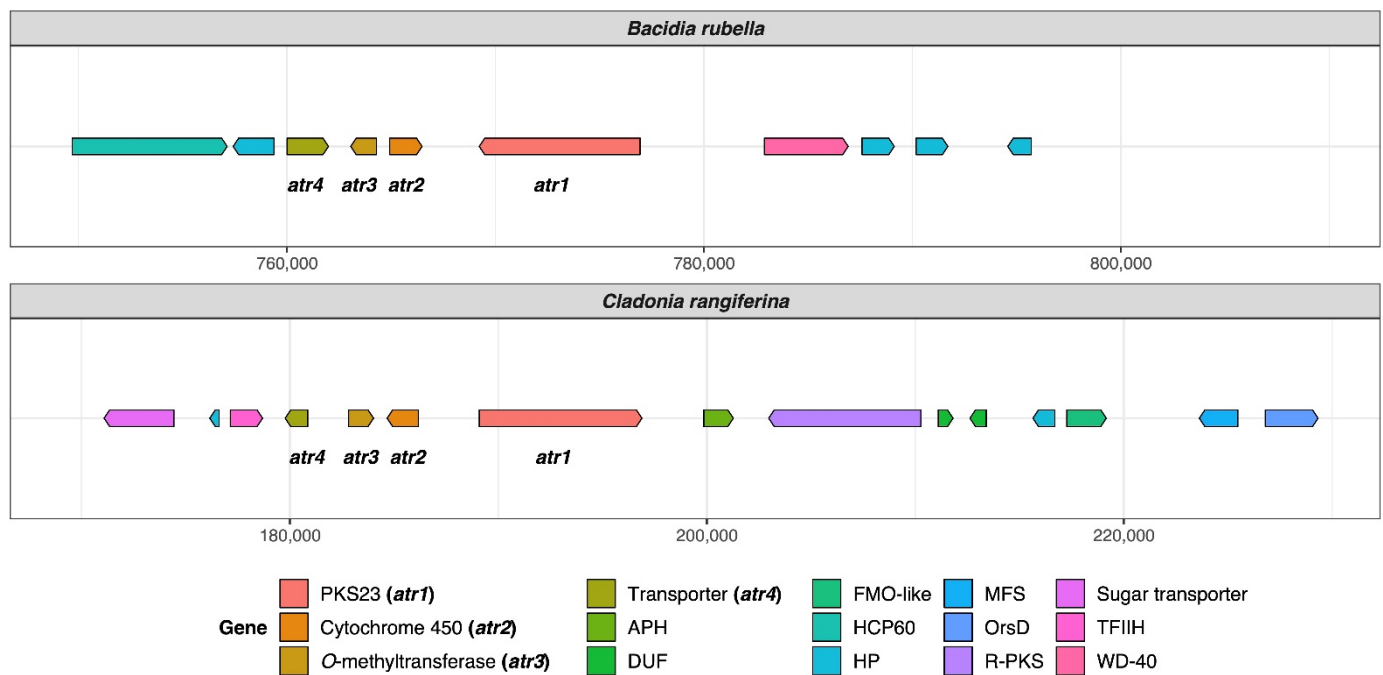 Bacidia rubella
atr4 atr3 atr2 atr1
760,000 780,000 800,000
Cladonia rangiferina
atr4 atr3 atr2 atr1
180,000 200,000 220,000
PKS23 (atr1) Transporter (atr4) FMO-like MFS Sugar transporter
Gene Cytochrome 450 (atr2) APH HCP60 OrsD TFIIH
O-methyltransferase (atr3) DUF HP R-PKS WD-40